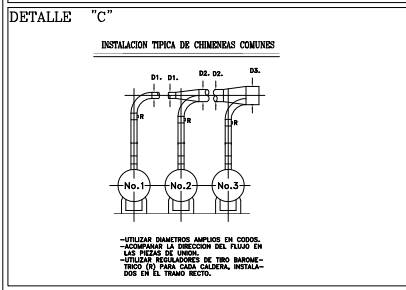 DETALLE "C"
INSTALACION TIPICA DE CHIMENEAS COMUNES
D1. D1. D2. D2. D3.
R R R
No.1 No.2 No.3
-UTILIZAR DIAMETROS AMPLIOS EN CODOS.
-ACOMPANAR LA DIRECCION DEL FLUJO EN
LAS PIEZAS DE UNION.
-UTILIZAR REGULADORES DE TIRO BAROME-
TRICO (R) PARA CADA CALDERA, INSTALA-
DOS EN EL TRAMO RECTO.